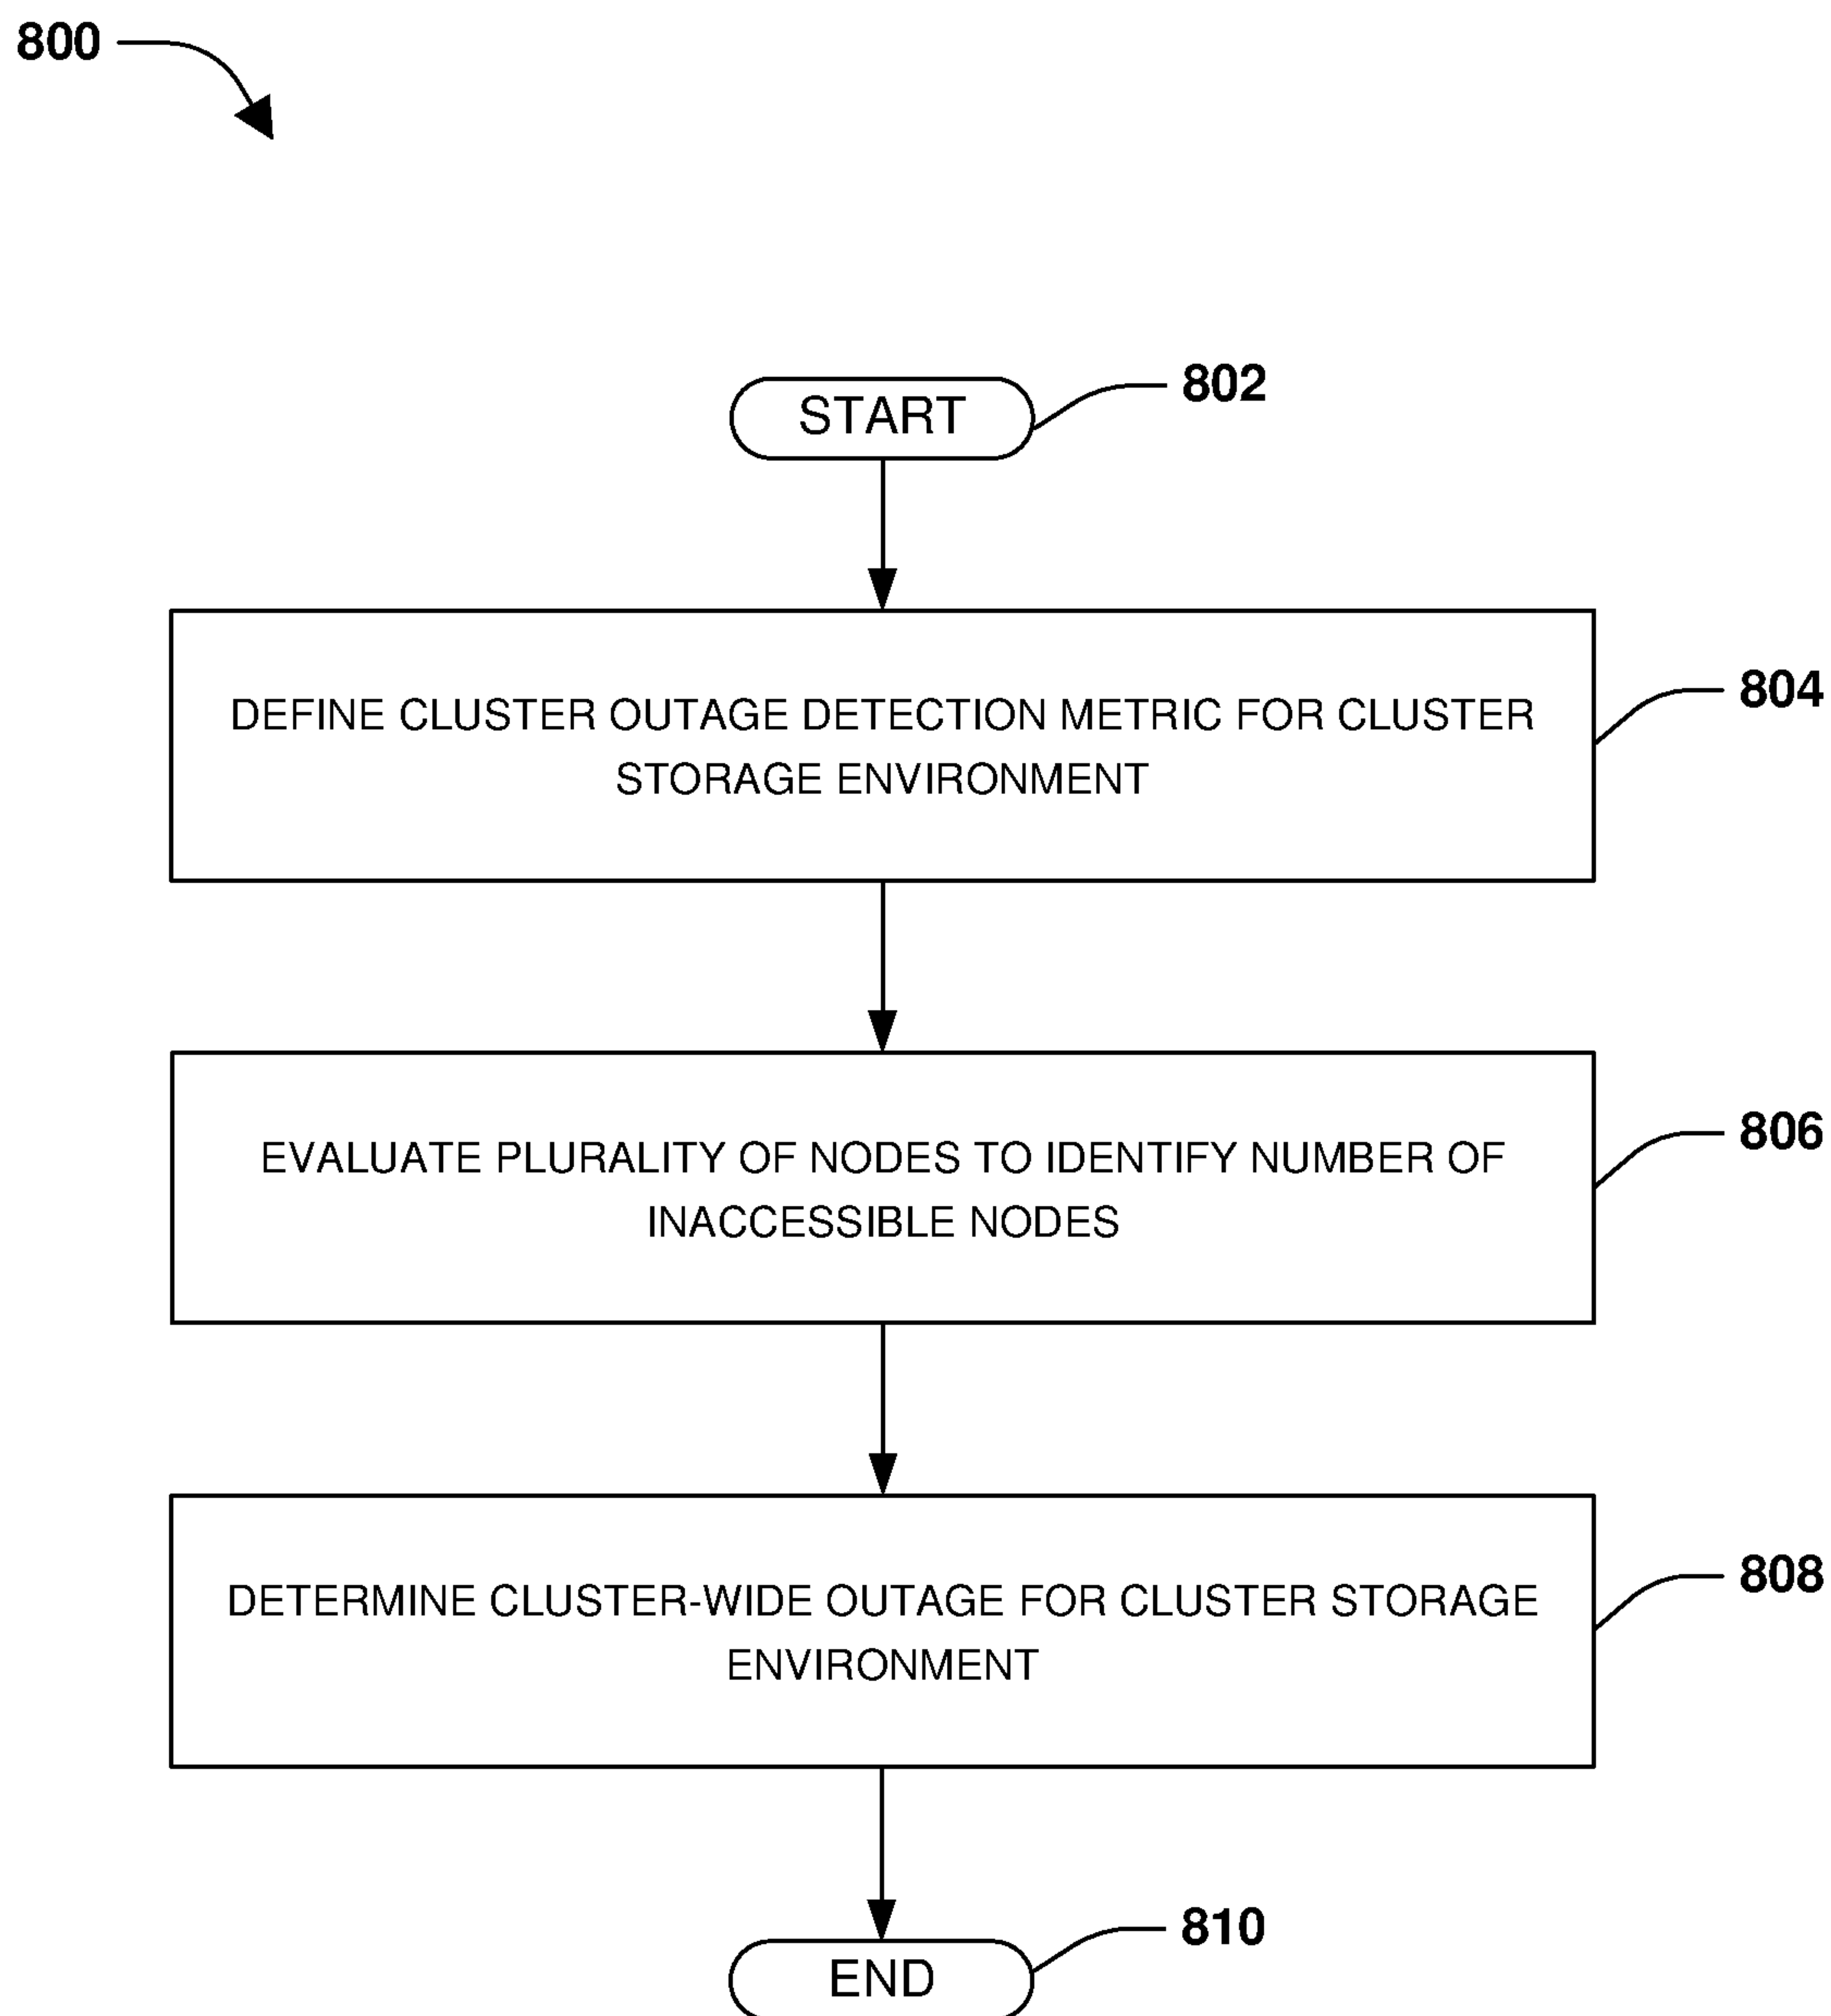 800
START
802
DEFINE CLUSTER OUTAGE DETECTION METRIC FOR CLUSTER
STORAGE ENVIRONMENT
804
EVALUATE PLURALITY OF NODES TO IDENTIFY NUMBER OF
INACCESSIBLE NODES
806
DETERMINE CLUSTER-WIDE OUTAGE FOR CLUSTER STORAGE
ENVIRONMENT
808
END
810